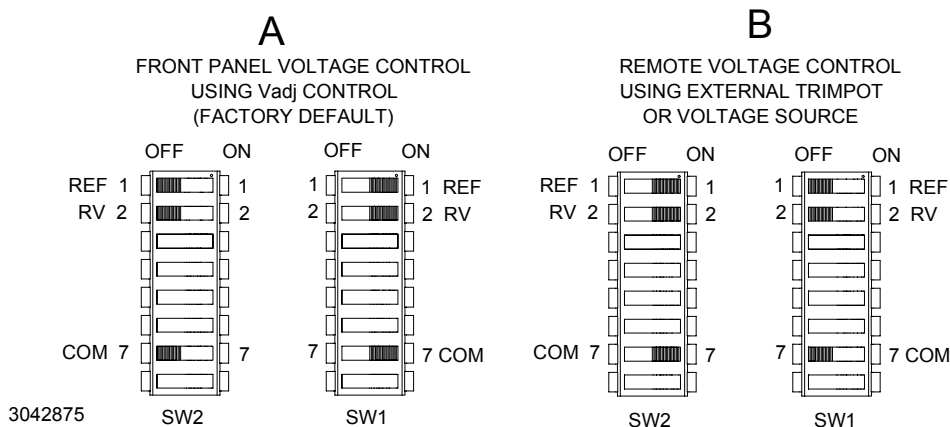 A
FRONT PANEL VOLTAGE CONTROL
USING Vadj CONTROL
(FACTORY DEFAULT)
OFF ON OFF ON
REF 1 1 1 1 REF
RV 2 2 2 2 RV
COM 7 7 7 7 COM
SW2 SW1
B
REMOTE VOLTAGE CONTROL
USING EXTERNAL TRIMPOT
OR VOLTAGE SOURCE
OFF ON OFF ON
REF 1 1 1 1 REF
RV 2 2 2 2 RV
COM 7 7 7 7 COM
SW2 SW1
3042875